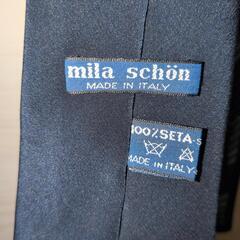 mila schön
MADE IN ITALY
100% SETA-S
MADE IN ITALY